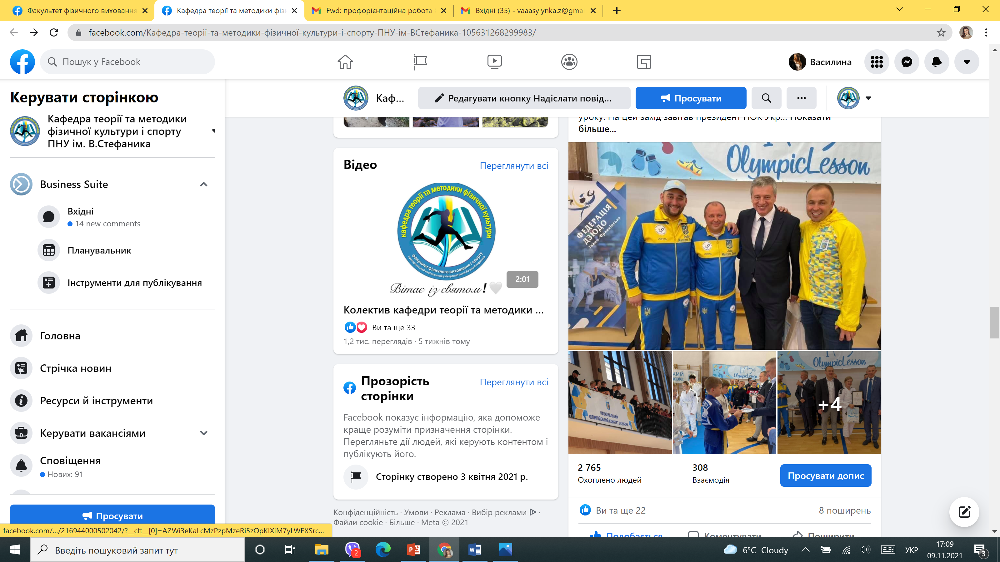 Факультет фізичного виховання
Кафедра теорії та методики фізи
Fwd: профорієнтаційна робота
Вхідні (35) - vaaasylynka.z@gmai
facebook.com/Кафедра-теорії-та-методики-фізичної-культури-і-спорту-ПНУ-ім-ВСтефаника-105631268299983/
Пошук у Facebook
Василина
Керувати сторінкою
Кафедра теорії та методики
фізичної культури і спорту
ПНУ ім. В.Стефаника
Business Suite
Вхідні
14 new comments
Планувальник
Інструменти для публікування
Головна
Стрічка новин
Ресурси й інструменти
Керувати вакансіями
Сповіщення
Нових: 91
Просувати
Каф...
Редагувати кнопку Надіслати повід...
Просувати
Відео
Переглянути всі
кафедра теорії та методики фізичної культури
факультет фізичного виховання і спорту
Прикарпатський національний університет імені Василя Стефаника
Вітає із святом!
2:01
Колектив кафедри теорії та методики ...
Ви та ще 33
1,2 тис. переглядів · 5 тижнів тому
Прозорість
сторінки
Переглянути всі
Facebook показує інформацію, яка допоможе
краще розуміти призначення сторінки.
Перегляньте дії людей, які керують контентом і
публікують його.
Сторінку створено 3 квітня 2021 р.
Конфіденційність · Умови · Реклама · Вибір реклами ·
Файли cookie · Більше · Meta © 2021
уроку. На цей захід завітав президент НОК Укр... Показати
більше...
OlympicLesson
ФЕДЕРАЦІЯ
ДЗЮДО
Івано-Франківська
НАЦІОНАЛЬНИЙ
ОЛІМПІЙСЬКИЙ КОМІТЕТ УКРАЇНИ
OlympicLesson
POLO
OlympicLesson
+4
2 765
Охоплено людей
308
Взаємодія
Просувати допис
Ви та ще 22
8 поширень
Подобається
Коментувати
Поширити
facebook.com/.../216944000502042/?__cft__[0]=AZWi3eKaLcMzPzpMzeRi5zOpKlXiM7yLWFXSrc...
Введіть пошуковий запит тут
2
6°C Cloudy
УКР
17:09
09.11.2021
3